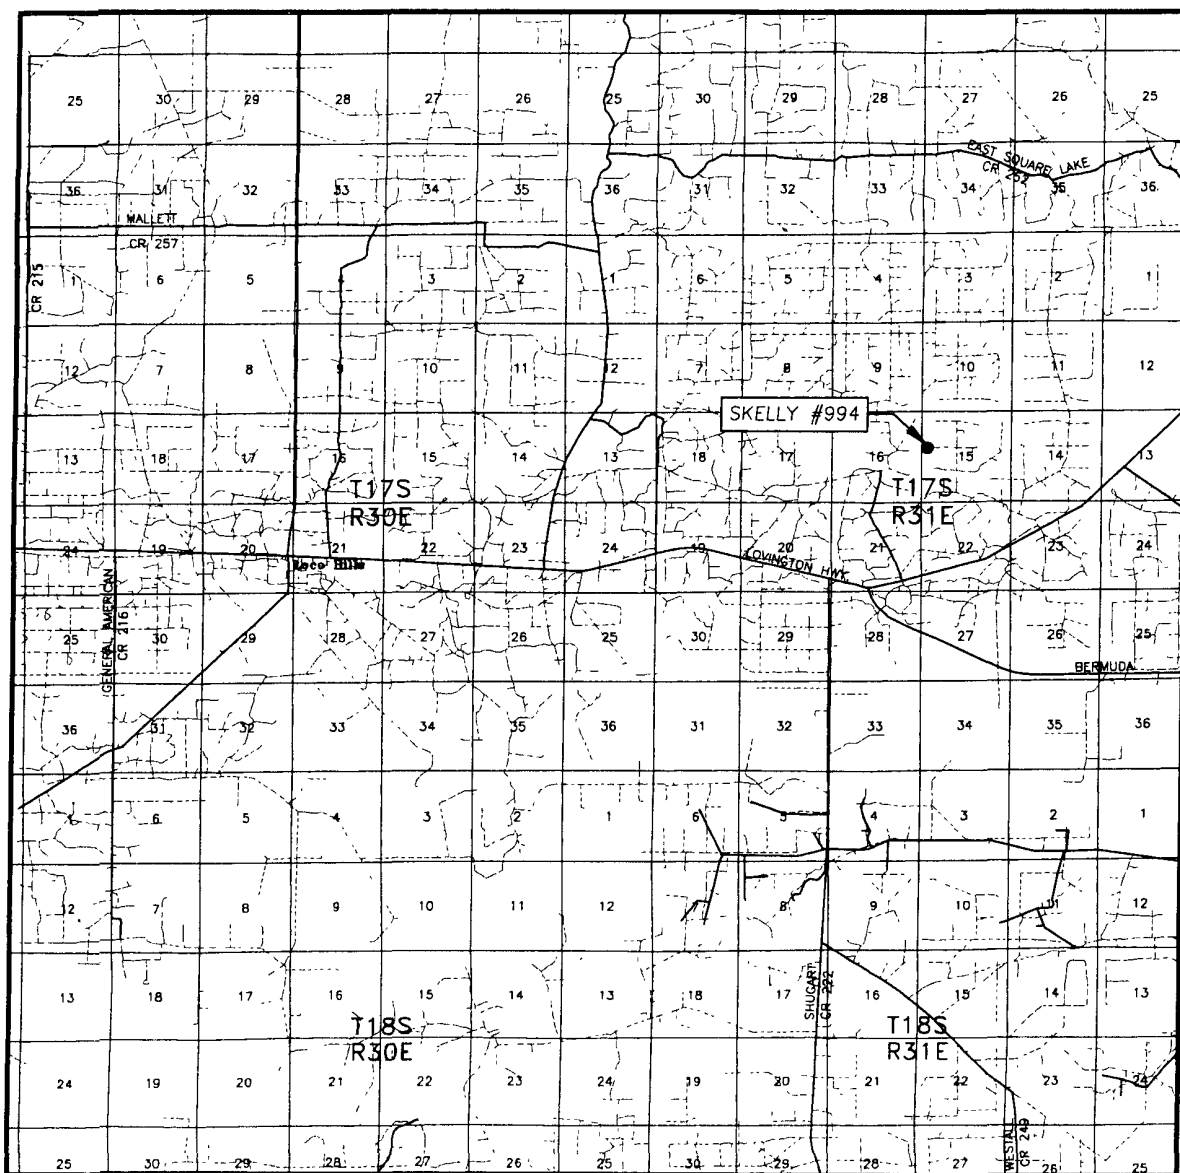 25 30 29 28 27 26 25 30 29 28 27 26 25
EAST SQUARE LAKE
CR 252
36 31 32 33 34 35 36 31 32 33 34 35 36
MALLETT
CR 257
CR 215
1 6 5 4 3 2 1 6 5 4 3 2 1
12 7 8 9 10 11 12 7 8 9 10 11 12
SKELLY #994
13 18 17 16 15 14 13 18 17 16 15 14 13
T17S
R30E
T17S
R31E
24 19 20 21 22 23 24 19 20 21 22 23 24
Loco Hills
LOVINGTON HWY.
GENERAL AMERICAN
CR 216
25 30 29 28 27 26 25 30 29 28 27 26 25
BERMUDA
36 31 32 33 34 35 36 31 32 33 34 35 36
1 6 5 4 3 2 1 6 5 4 3 2 1
12 7 8 9 10 11 12 8 9 10 11 12
SHUGART
CR 222
13 18 17 16 15 14 13 18 17 16 15 14 13
T18S
R30E
T18S
R31E
24 19 20 21 22 23 24 19 20 21 22 23 24
WESTALL
CR 249
25 30 29 28 27 26 25 30 29 28 27 26 25